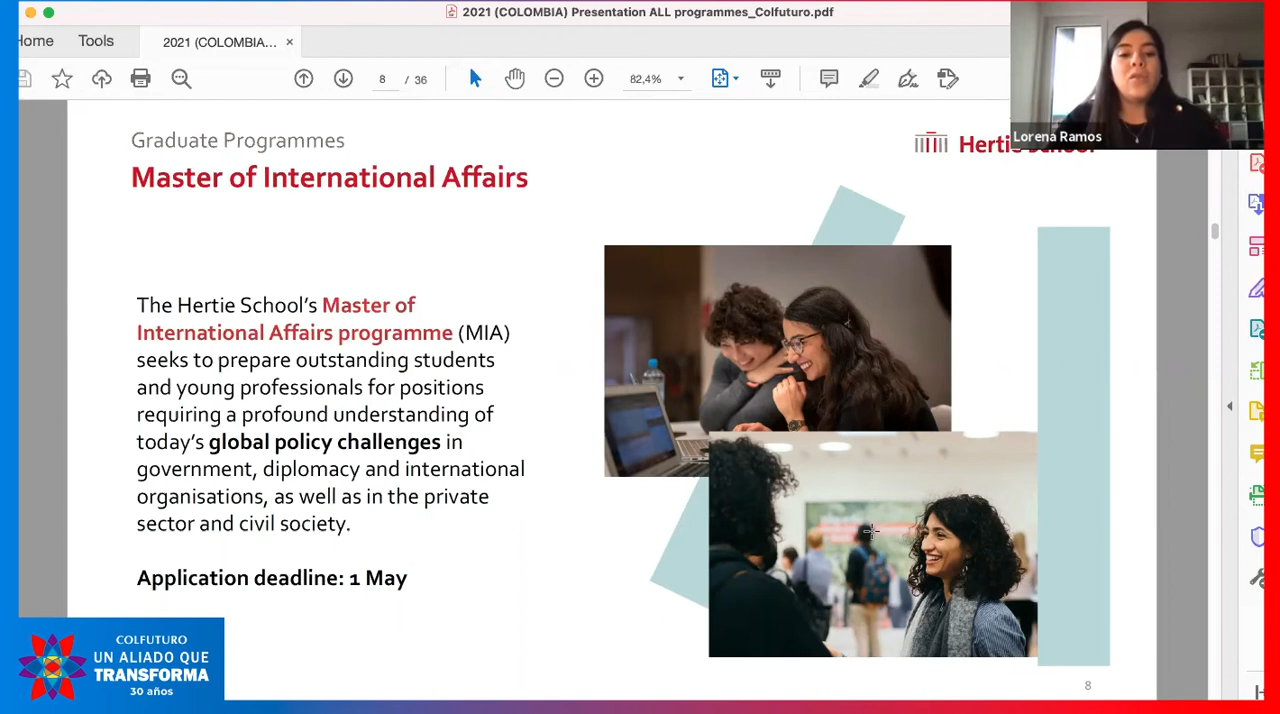 2021 (COLOMBIA) Presentation ALL programmes_Colfuturo.pdf
Home Tools 2021 (COLOMBIA... ×
8 / 36 82,4%
Lorena Ramos
Graduate Programmes
Hertie School
Master of International Affairs
The Hertie School's Master of
International Affairs programme (MIA)
seeks to prepare outstanding students
and young professionals for positions
requiring a profound understanding of
today's global policy challenges in
government, diplomacy and international
organisations, as well as in the private
sector and civil society.
Application deadline: 1 May
COLFUTURO
UN ALIADO QUE
TRANSFORMA
30 años
8